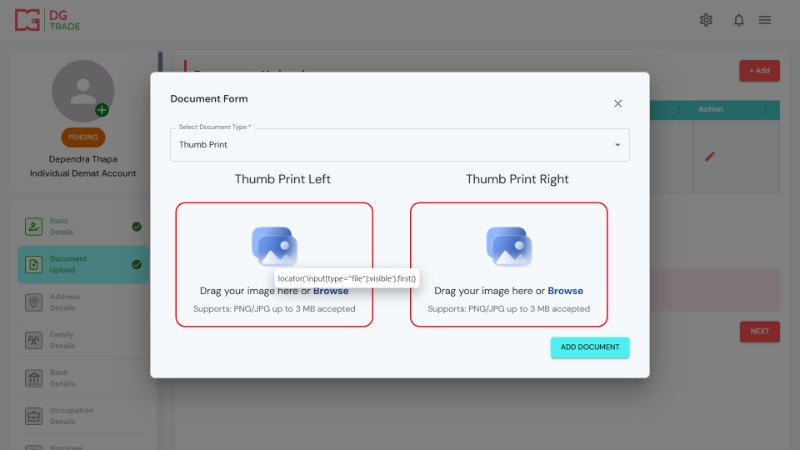 DG
TRADE
+ Add
Document Form
Select Document Type *
Thumb Print
Action
PENDING
Dependra Thapa
Individual Demat Account
Thumb Print Left
Thumb Print Right
Basic
Details
Document
Upload
Address
Details
Family
Details
Bank
Details
Occupation
Details
Nominee
locator('input[type="file"]:visible').first()
Drag your image here or Browse
Supports: PNG/JPG up to 3 MB accepted
Drag your image here or Browse
Supports: PNG/JPG up to 3 MB accepted
NEXT
ADD DOCUMENT